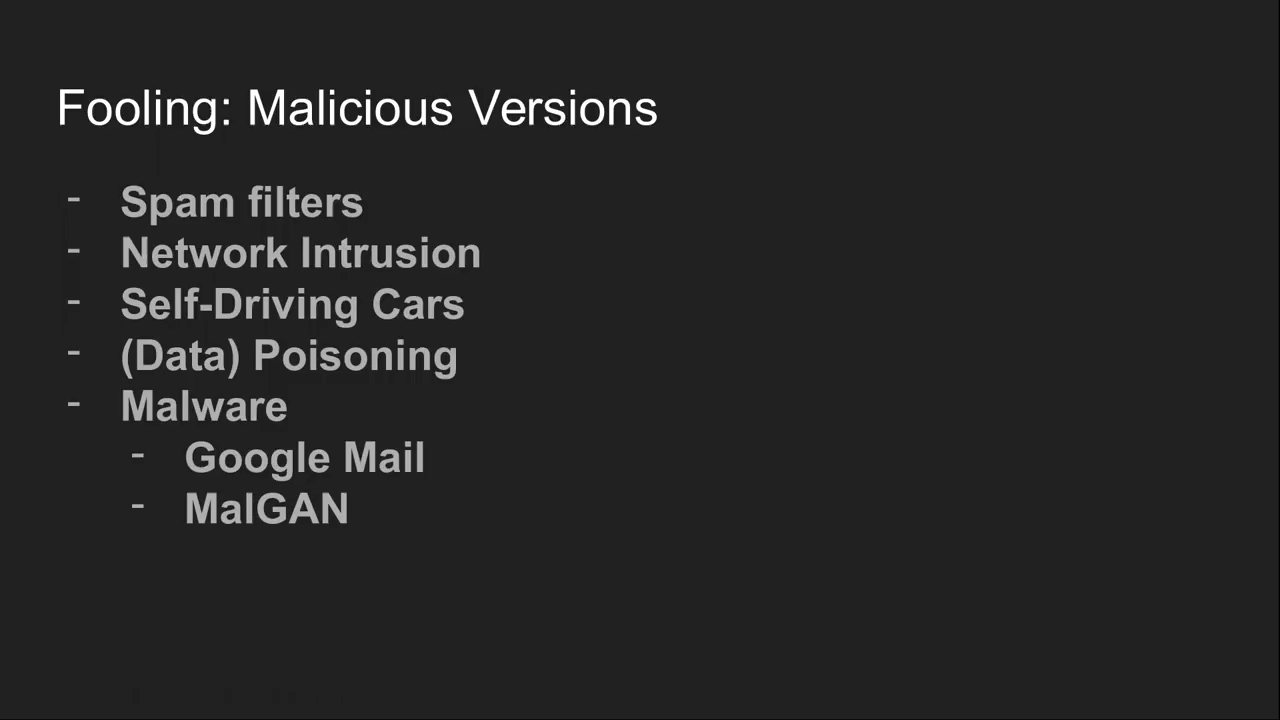 Fooling: Malicious Versions
- Spam filters
- Network Intrusion
- Self-Driving Cars
- (Data) Poisoning
- Malware
- Google Mail
- MalGAN